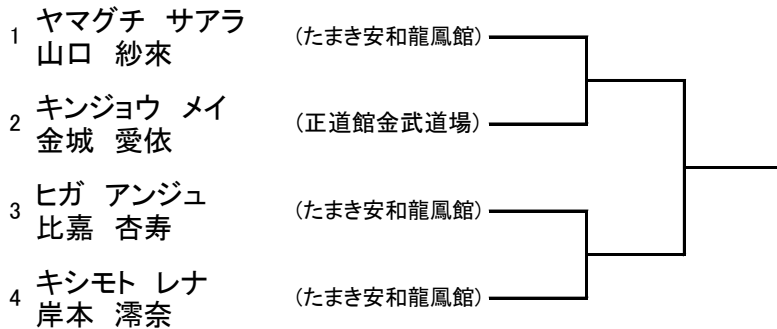 ヤマグチ　サアラ
1 山口　紗來 (たまき安和龍鳳館)
キンジョウ　メイ
2 金城　愛依 (正道館金武道場)
ヒガ　アンジュ
3 比嘉　杏寿 (たまき安和龍鳳館)
キシモト　レナ
4 岸本　澪奈 (たまき安和龍鳳館)